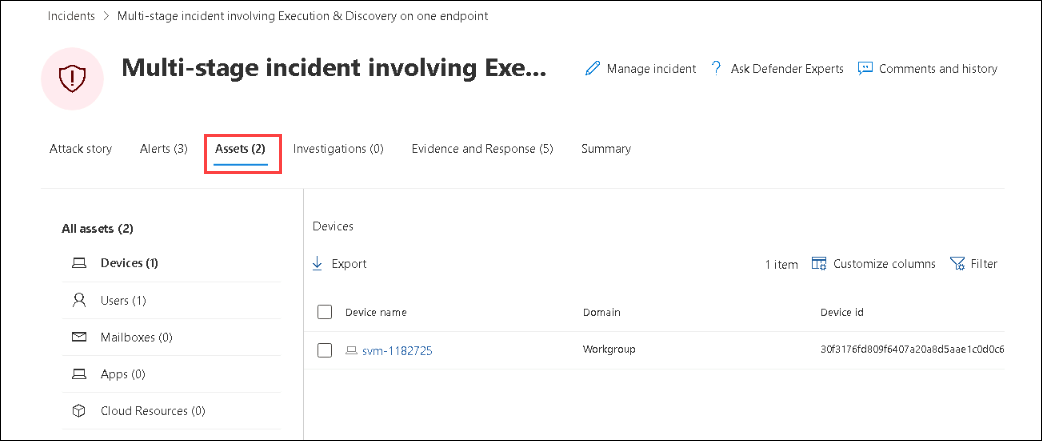 Incidents > Multi-stage incident involving Execution & Discovery on one endpoint
Multi-stage incident involving Exe...
Manage incident
Ask Defender Experts
Comments and history
Attack story
Alerts (3)
Assets (2)
Investigations (0)
Evidence and Response (5)
Summary
All assets (2)
Devices (1)
Users (1)
Mailboxes (0)
Apps (0)
Cloud Resources (0)
Devices
Export
1 item
Customize columns
Filter
Device name
Domain
Device id
svm-1182725
Workgroup
30f3176fd809f6407a20a8d5aae1c0d0c6